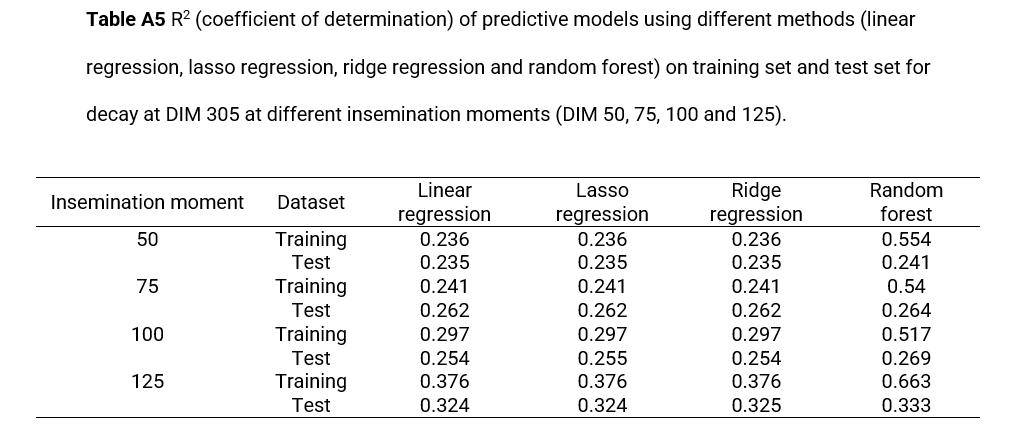 Table A5 R² (coefficient of determination) of predictive models using different methods (linear
regression, lasso regression, ridge regression and random forest) on training set and test set for
decay at DIM 305 at different insemination moments (DIM 50, 75, 100 and 125).
Insemination moment Dataset Linear regression Lasso regression Ridge regression Random forest
50 Training 0.236 0.236 0.236 0.554
Test 0.235 0.235 0.235 0.241
75 Training 0.241 0.241 0.241 0.54
Test 0.262 0.262 0.262 0.264
100 Training 0.297 0.297 0.297 0.517
Test 0.254 0.255 0.254 0.269
125 Training 0.376 0.376 0.376 0.663
Test 0.324 0.324 0.325 0.333